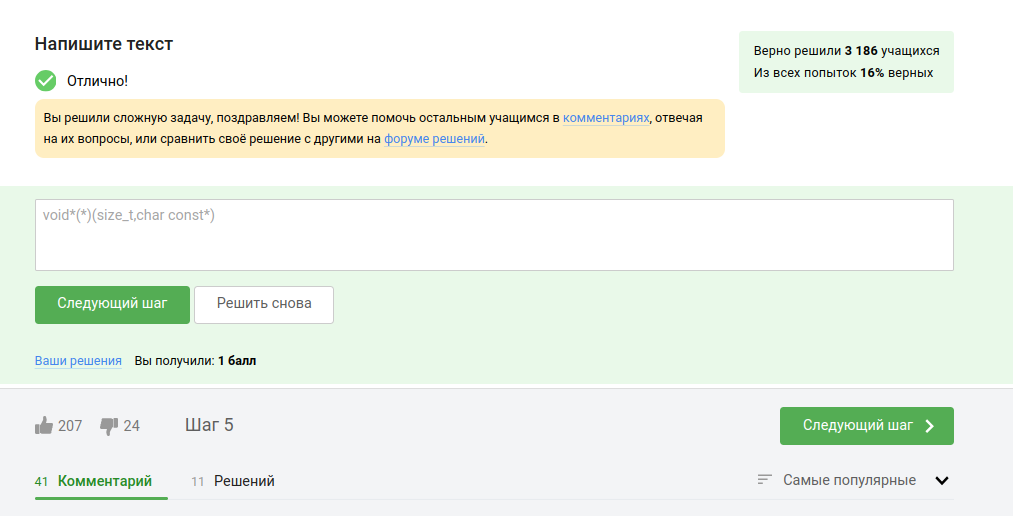 Напишите текст
Верно решили 3 186 учащихся
Из всех попыток 16% верных
Отлично!
Вы решили сложную задачу, поздравляем! Вы можете помочь остальным учащимся в комментариях, отвечая
на их вопросы, или сравнить своё решение с другими на форуме решений.
void*(*)(size_t,char const*)
Следующий шаг
Решить снова
Ваши решения Вы получили: 1 балл
207 24 Шаг 5
Следующий шаг
41 Комментарий 11 Решений
Самые популярные